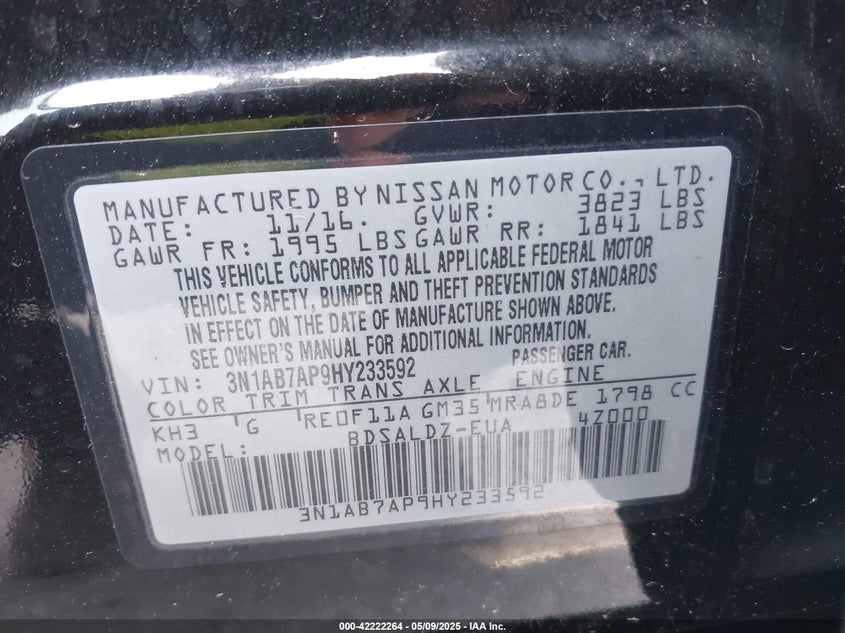 MANUFACTURED BY NISSAN MOTOR CO., LTD.
DATE: 11/16. GVWR: 3823 LBS
GAWR FR: 1995 LBS GAWR RR: 1841 LBS
THIS VEHICLE CONFORMS TO ALL APPLICABLE FEDERAL MOTOR
VEHICLE SAFETY, BUMPER AND THEFT PREVENTION STANDARDS
IN EFFECT ON THE DATE OF MANUFACTURE SHOWN ABOVE.
SEE OWNER'S MANUAL FOR ADDITIONAL INFORMATION.
VIN: 3N1AB7AP9HY233592 PASSENGER CAR.
COLOR TRIM TRANS AXLE ENGINE
KH3 G RE0F11A GM35 MRA8DE 1798 CC
MODEL: BDSALDZ-EUA 4Z000
3N1AB7AP9HY233592
000-42222264 - 05/09/2025 - IAA Inc.